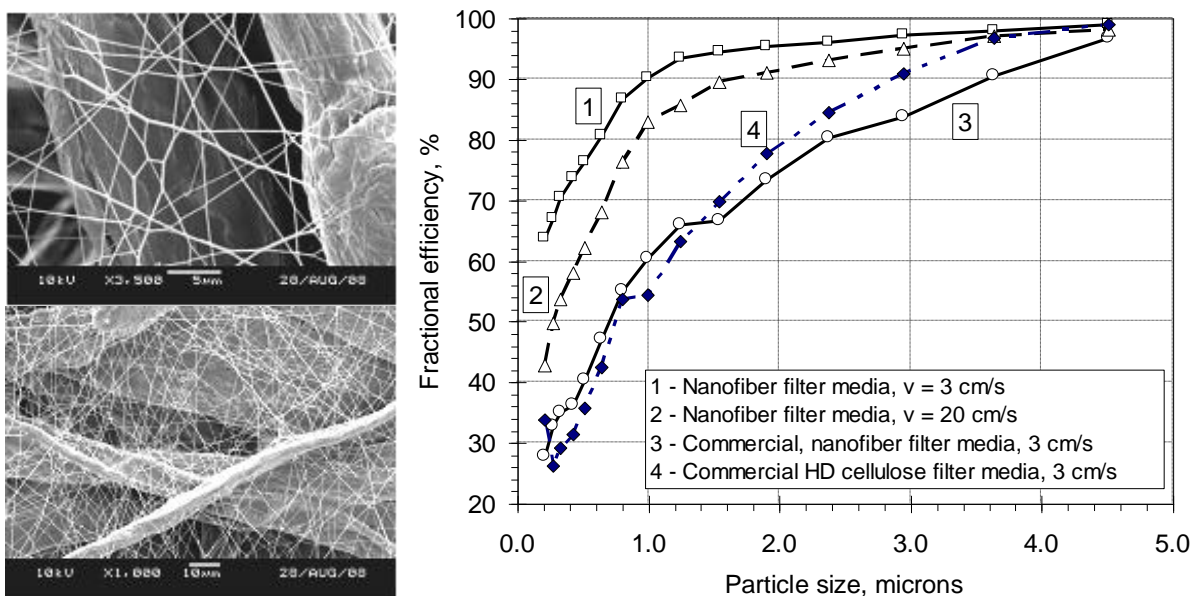 10kV X3,500 5μm 28/AUG/08
10kV X1,000 10μm 28/AUG/08
Fractional efficiency, %
100
90
80
70
60
50
40
30
20
0.0 1.0 2.0 3.0 4.0 5.0
Particle size, microns
1
2
4
3
1 - Nanofiber filter media, v = 3 cm/s
2 - Nanofiber filter media, v = 20 cm/s
3 - Commercial, nanofiber filter media, 3 cm/s
4 - Commercial HD cellulose filter media, 3 cm/s